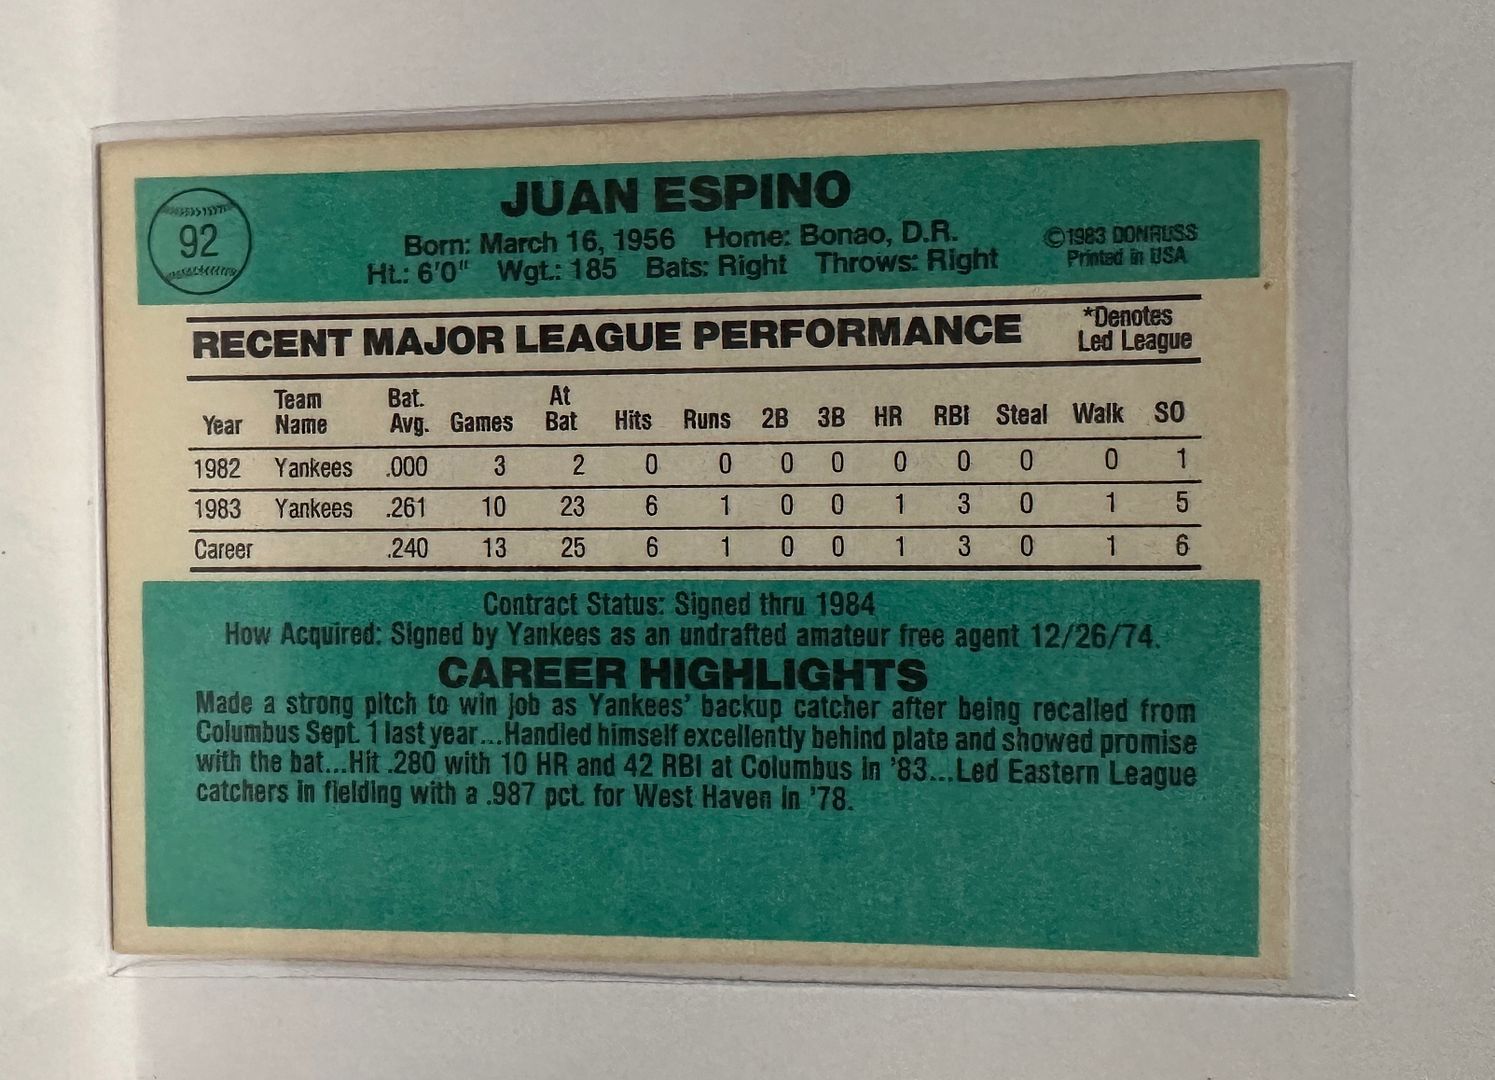 92
JUAN ESPINO
Born: March 16, 1956 Home: Bonao, D.R.
Ht.: 6'0" Wgt.: 185 Bats: Right Throws: Right
©1983 DONRUSS
Printed in USA
RECENT MAJOR LEAGUE PERFORMANCE
*Denotes
Led League
Year Team Name Bat. Avg. Games At Bat Hits Runs 2B 3B HR RBI Steal Walk SO
1982 Yankees .000 3 2 0 0 0 0 0 0 0 0 1
1983 Yankees .261 10 23 6 1 0 0 1 3 0 1 5
Career .240 13 25 6 1 0 0 1 3 0 1 6
Contract Status: Signed thru 1984
How Acquired: Signed by Yankees as an undrafted amateur free agent 12/26/74.
CAREER HIGHLIGHTS
Made a strong pitch to win job as Yankees' backup catcher after being recalled from
Columbus Sept. 1 last year...Handled himself excellently behind plate and showed promise
with the bat...Hit .280 with 10 HR and 42 RBI at Columbus in '83...Led Eastern League
catchers in fielding with a .987 pct. for West Haven in '78.